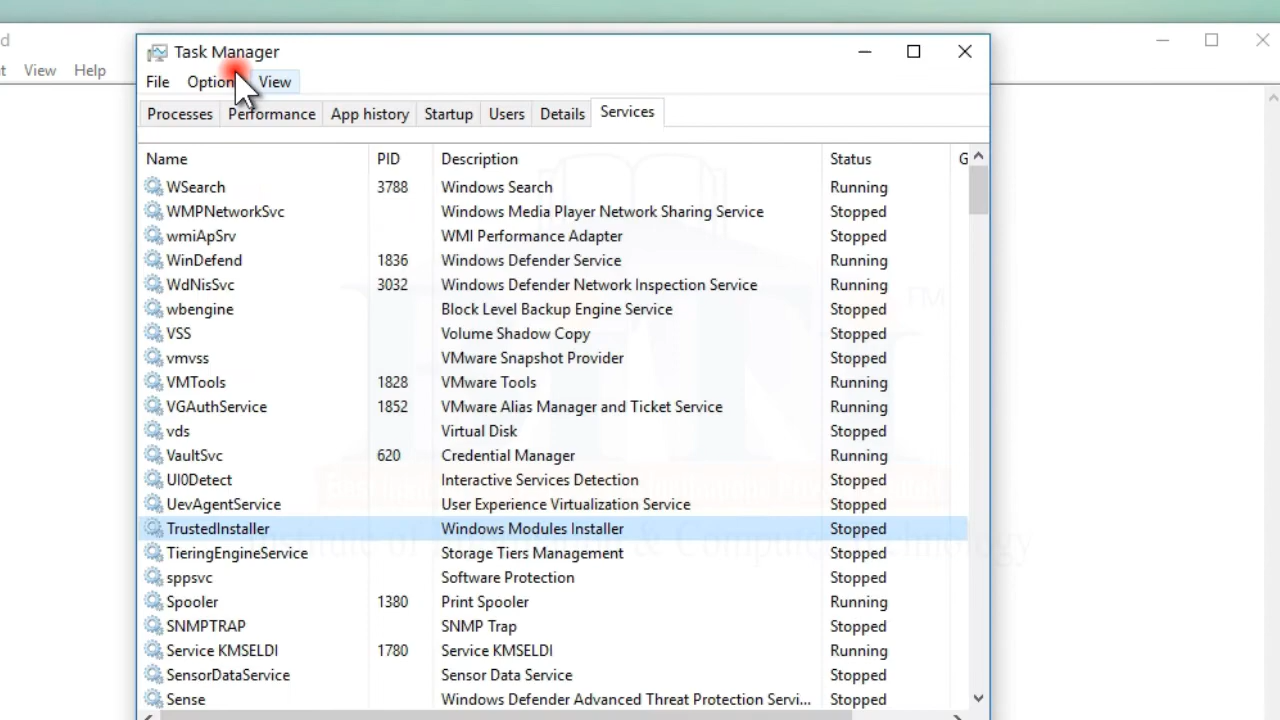 d
Task Manager
t View Help
File Option View
Processes Performance App history Startup Users Details Services
Name PID Description Status G
WSearch 3788 Windows Search Running
WMPNetworkSvc Windows Media Player Network Sharing Service Stopped
wmiApSrv WMI Performance Adapter Stopped
WinDefend 1836 Windows Defender Service Running
WdNisSvc 3032 Windows Defender Network Inspection Service Running
wbengine Block Level Backup Engine Service Stopped
VSS Volume Shadow Copy Stopped
vmvss VMware Snapshot Provider Stopped
VMTools 1828 VMware Tools Running
VGAuthService 1852 VMware Alias Manager and Ticket Service Running
vds Virtual Disk Stopped
VaultSvc 620 Credential Manager Running
UI0Detect Interactive Services Detection Stopped
UevAgentService User Experience Virtualization Service Stopped
TrustedInstaller Windows Modules Installer Stopped
TieringEngineService Storage Tiers Management Stopped
sppsvc Software Protection Stopped
Spooler 1380 Print Spooler Running
SNMPTRAP SNMP Trap Stopped
Service KMSELDI 1780 Service KMSELDI Running
SensorDataService Sensor Data Service Stopped
Sense Windows Defender Advanced Threat Protection Servi... Stopped